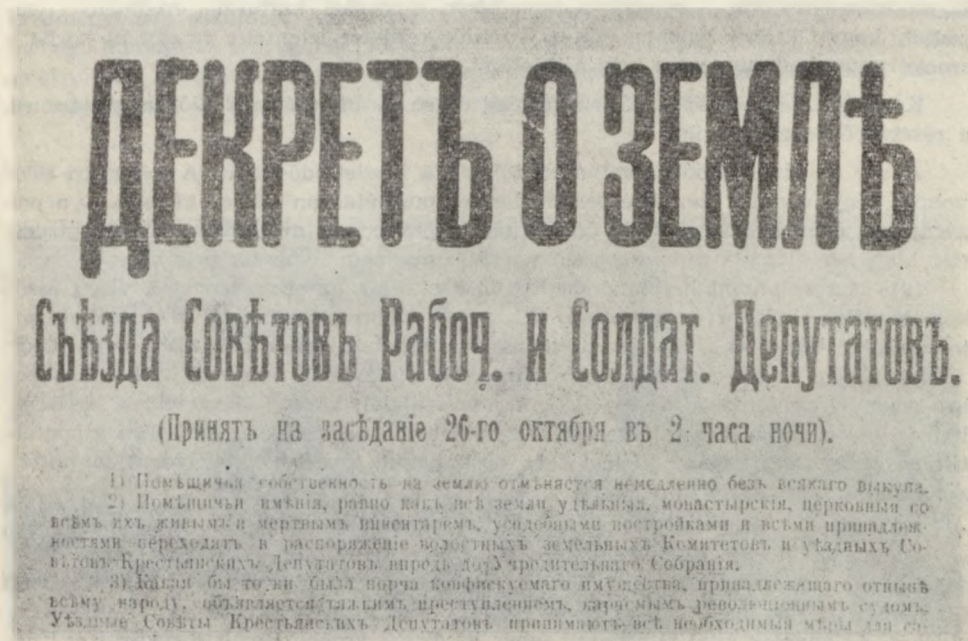 ДЕКРЕТЪ О ЗЕМЛѢ
Съѣзда Совѣтовъ Рабоч. и Солдат. Депутатовъ.
(Принятъ на засѣданіе 26-го октября въ 2 часа ночи).
1) Помѣщичья собственность на землю отмѣняется немедленно безъ всякаго выкупа.
2) Помѣщичьи имѣнія, равно какъ всѣ земли удѣльныя, монастырскія, церковныя со
всѣмъ ихъ живымъ и мертвымъ инвентаремъ, усадебными постройками и всѣми принадлеж-
ностями переходятъ въ распоряженіе волостныхъ земельныхъ Комитетовъ и уѣздныхъ Со-
вѣтовъ Крестьянскихъ Депутатовъ впредь до Учредительнаго Собранія.
3) Какая бы то ни была порча конфискуемаго имущества, принадлежащаго отнынѣ
всему народу, объявляется тяжкимъ преступленіемъ, караемымъ революціоннымъ судомъ.
Уѣздные Совѣты Крестьянскихъ Депутатовъ принимаютъ всѣ необходимыя мѣры для со-